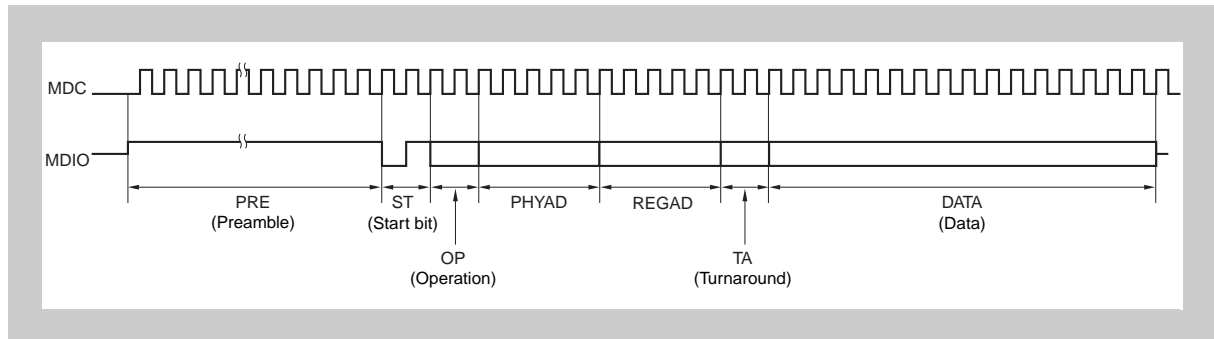 MDC
MDIO
PRE
(Preamble)
ST
(Start bit)
PHYAD
REGAD
DATA
(Data)
OP
(Operation)
TA
(Turnaround)